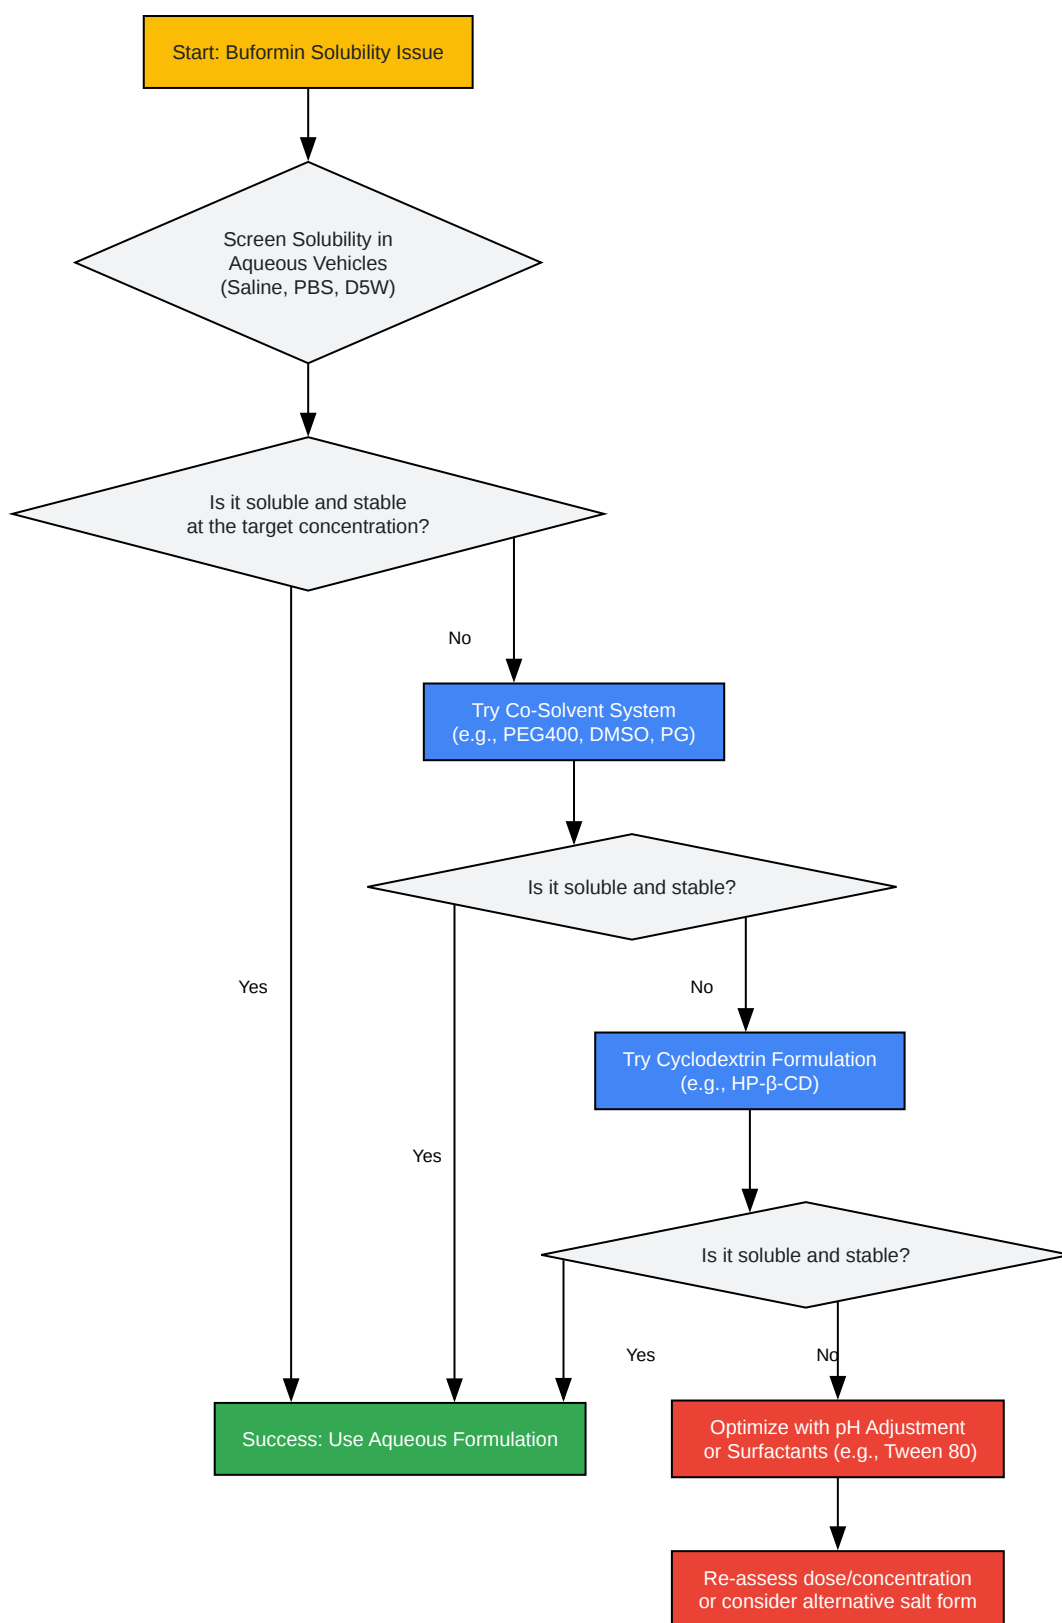 Start: Buformin Solubility Issue
Screen Solubility in
Aqueous Vehicles
(Saline, PBS, D5W)
Is it soluble and stable
at the target concentration?
No
Try Co-Solvent System
(e.g., PEG400, DMSO, PG)
Is it soluble and stable?
Yes
No
Try Cyclodextrin Formulation
(e.g., HP-β-CD)
Yes
Is it soluble and stable?
Yes
No
Success: Use Aqueous Formulation
Optimize with pH Adjustment
or Surfactants (e.g., Tween 80)
Re-assess dose/concentration
or consider alternative salt form